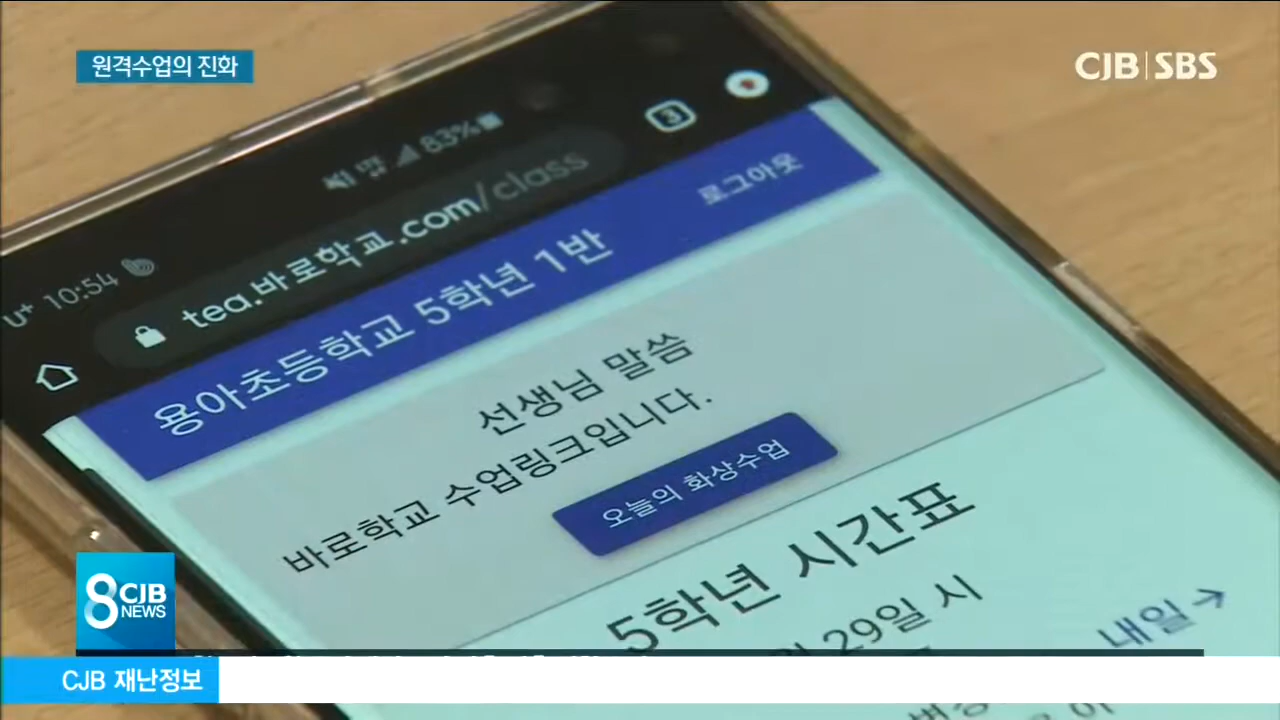 원격수업의 진화
CJB SBS
U+ 10:54 83%
3
tea.바로학교.com/class
용아초등학교 5학년 1반 로그아웃
선생님 말씀
바로학교 수업링크입니다.
오늘의 화상수업
5학년 시간표
29일 시
내일 →
8 CJB NEWS
CJB 재난정보